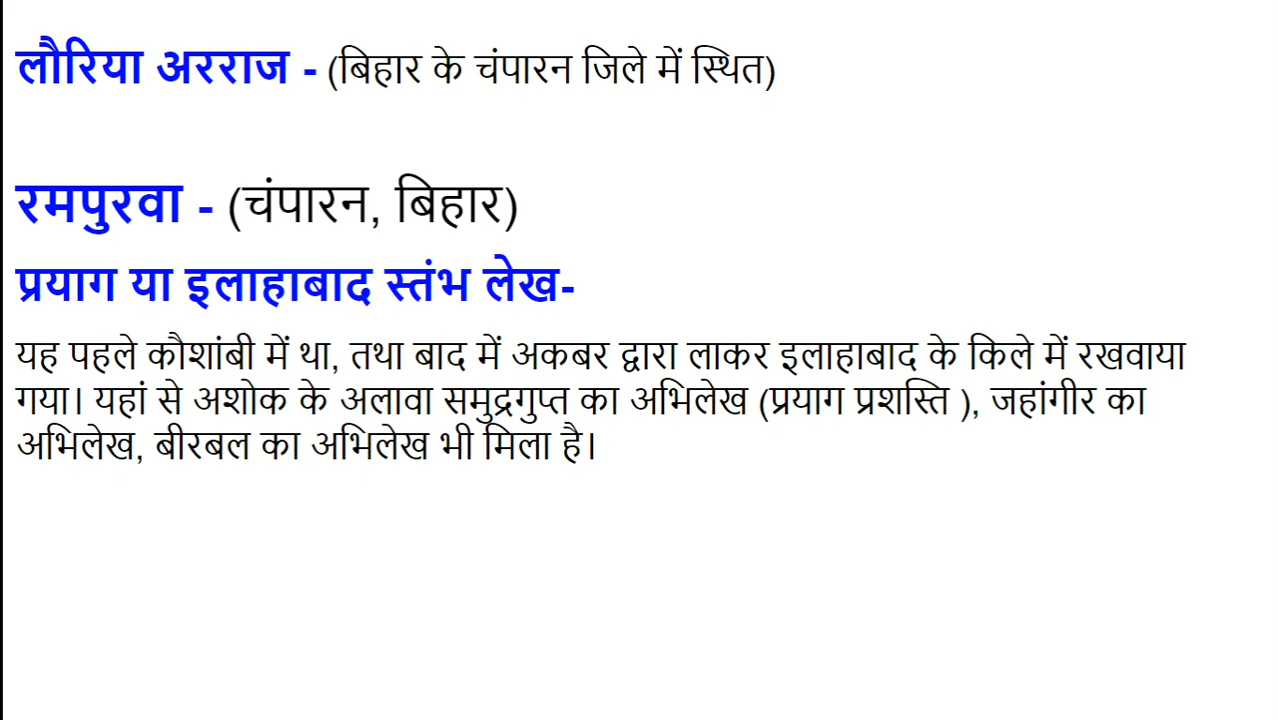 लौरिया अरराज - (बिहार के चंपारन जिले में स्थित)
रमपुरवा - (चंपारन, बिहार)
प्रयाग या इलाहाबाद स्तंभ लेख-
यह पहले कौशांबी में था, तथा बाद में अकबर द्वारा लाकर इलाहाबाद के किले में रखवाया
गया। यहां से अशोक के अलावा समुद्रगुप्त का अभिलेख (प्रयाग प्रशस्ति ), जहांगीर का
अभिलेख, बीरबल का अभिलेख भी मिला है।